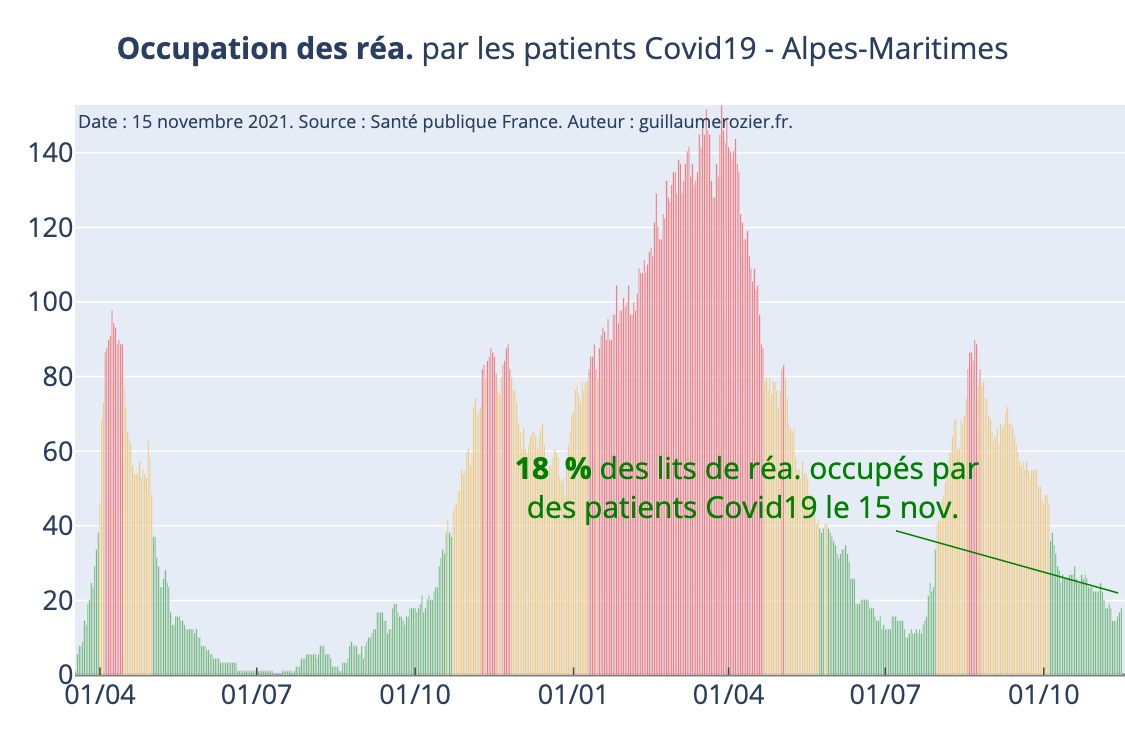 Occupation des réa. par les patients Covid19 - Alpes-Maritimes
Date : 15 novembre 2021. Source : Santé publique France. Auteur : guillaumerozier.fr.
140
120
100
80
60
18 % des lits de réa. occupés par
des patients Covid19 le 15 nov.
40
20
0
01/04 01/07 01/10 01/01 01/04 01/07 01/10